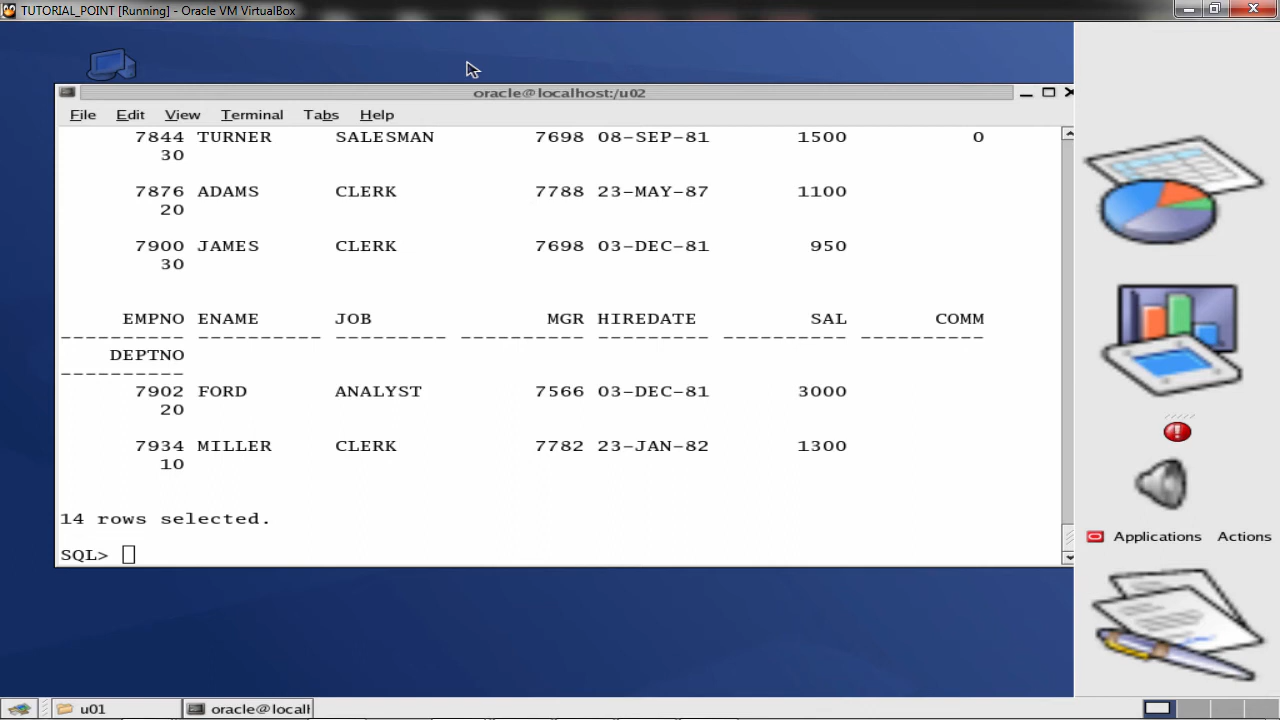 TUTORIAL_POINT [Running] - Oracle VM VirtualBox
oracle@localhost:/u02
File Edit View Terminal Tabs Help
7844 TURNER SALESMAN 7698 08-SEP-81 1500 0
30
7876 ADAMS CLERK 7788 23-MAY-87 1100
20
7900 JAMES CLERK 7698 03-DEC-81 950
30
EMPNO ENAME JOB MGR HIREDATE SAL COMM
---------- ---------- --------- ---------- --------- ---------- ----------
DEPTNO
----------
7902 FORD ANALYST 7566 03-DEC-81 3000
20
7934 MILLER CLERK 7782 23-JAN-82 1300
10
14 rows selected.
SQL>
Applications Actions
u01 oracle@locall